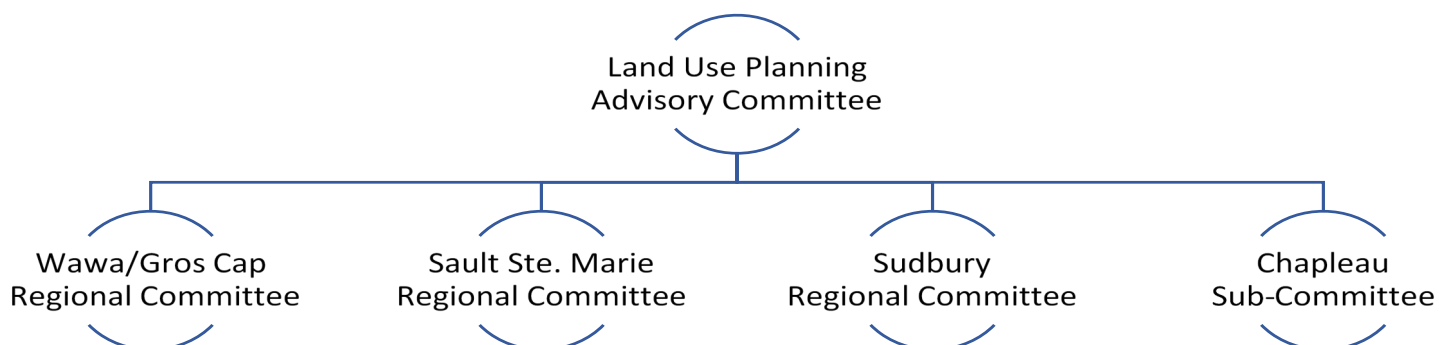 Land Use Planning
Advisory Committee
Wawa/Gros Cap
Regional Committee
Sault Ste. Marie
Regional Committee
Sudbury
Regional Committee
Chapleau
Sub-Committee